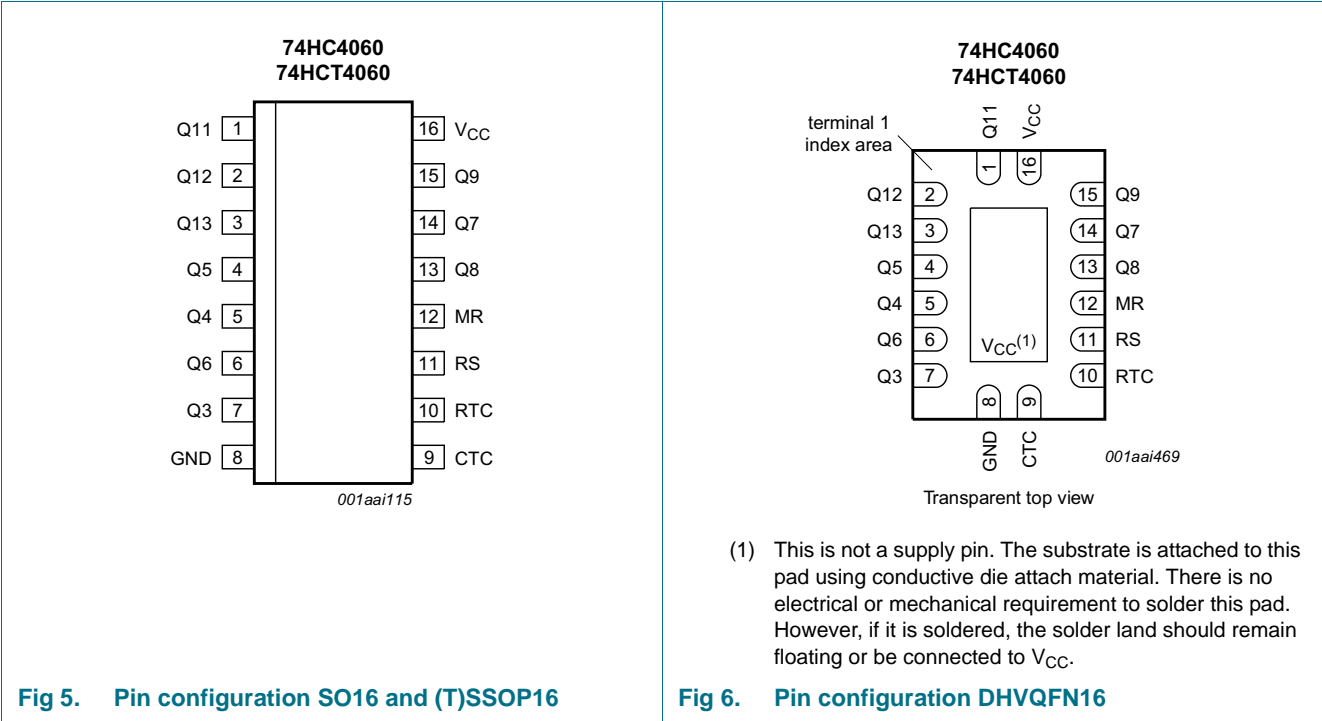 74HC4060
74HCT4060
Q11 1 16 VCC
Q12 2 15 Q9
Q13 3 14 Q7
Q5 4 13 Q8
Q4 5 12 MR
Q6 6 11 RS
Q3 7 10 RTC
GND 8 9 CTC
001aai115
Fig 5. Pin configuration SO16 and (T)SSOP16
74HC4060
74HCT4060
terminal 1
index area
Q11 VCC
1 16
Q12 2 15 Q9
Q13 3 14 Q7
Q5 4 13 Q8
Q4 5 12 MR
Q6 6 VCC(1) 11 RS
Q3 7 10 RTC
8 9
GND CTC
001aai469
Transparent top view
(1) This is not a supply pin. The substrate is attached to this
pad using conductive die attach material. There is no
electrical or mechanical requirement to solder this pad.
However, if it is soldered, the solder land should remain
floating or be connected to VCC.
Fig 6. Pin configuration DHVQFN16